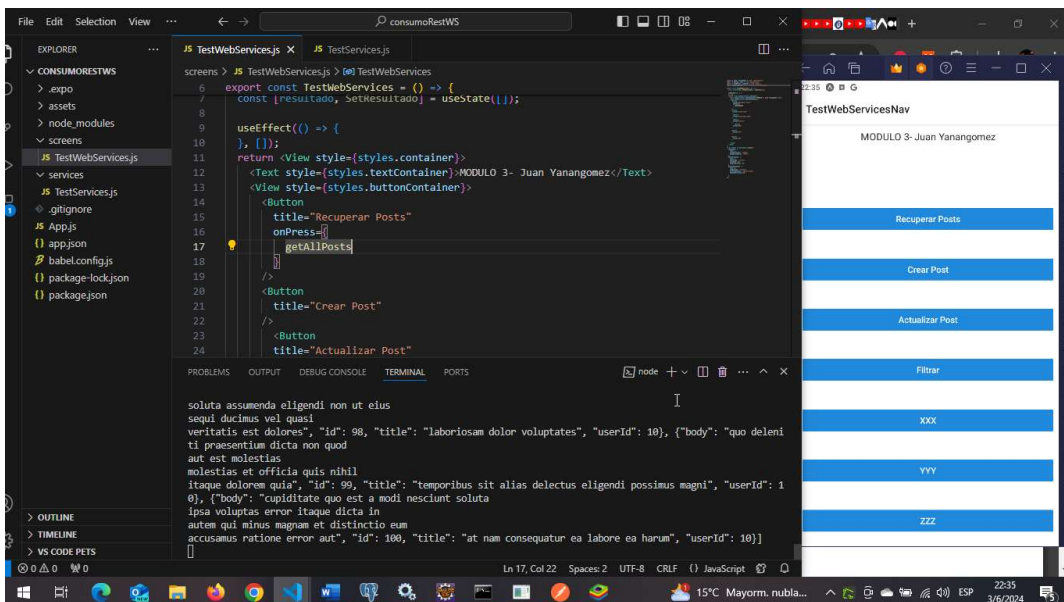 File Edit Selection View ··· consumoRestWS
EXPLORER ···
CONSUMORESTWS
> .expo
> assets
> node_modules
screens
JS TestWebServices.js
services
JS TestServices.js
.gitignore
JS App.js
{} app.json
babel.config.js
{} package-lock.json
{} package.json
> OUTLINE
> TIMELINE
> VS CODE PETS
JS TestWebServices.js × JS TestServices.js
screens > JS TestWebServices.js > TestWebServices
6 export const TestWebServices = () => {
7 const [resultado, SetResultado] = useState([]);
8
9 useEffect(() => {
10 }, []);
11 return <View style={styles.container}>
12 <Text style={styles.textContainer}>MODULO 3- Juan Yanangomez</Text>
13 <View style={styles.buttonContainer}>
14 <Button
15 title="Recuperar Posts"
16 onPress={
17 getAllPosts
18 }
19 />
20 <Button
21 title="Crear Post"
22 />
23 <Button
24 title="Actualizar Post"
PROBLEMS OUTPUT DEBUG CONSOLE TERMINAL PORTS node
soluta assumenda eligendi non ut eius
sequi ducimus vel quasi
veritatis est dolores", "id": 98, "title": "laboriosam dolor voluptates", "userId": 10}, {"body": "quo deleni
ti praesentium dicta non quod
aut est molestias
molestias et officia quis nihil
itaque dolorem quia", "id": 99, "title": "temporibus sit alias delectus eligendi possimus magni", "userId": 1
0}, {"body": "cupiditate quo est a modi nesciunt soluta
ipsa voluptas error itaque dicta in
autem qui minus magnam et distinctio eum
accusamus ratione error aut", "id": 100, "title": "at nam consequatur ea labore ea harum", "userId": 10}]
0 0 0 Ln 17, Col 22 Spaces: 2 UTF-8 CRLF {} JavaScript
22:35 G
TestWebServicesNav
MODULO 3- Juan Yanangomez
Recuperar Posts
Crear Post
Actualizar Post
Filtrar
XXX
YYY
ZZZ
15°C Mayorm. nubla... ESP 22:35
3/6/2024